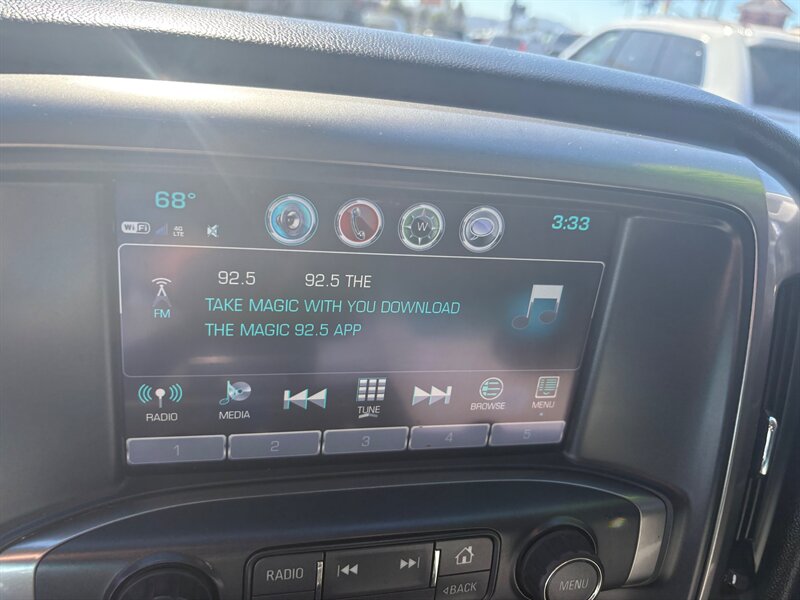 68°
WiFi 4G LTE
W
3:33
92.5 92.5 THE
FM
TAKE MAGIC WITH YOU DOWNLOAD
THE MAGIC 92.5 APP
RADIO MEDIA TUNE BROWSE MENU
1 2 3 4 5
RADIO
BACK
MENU